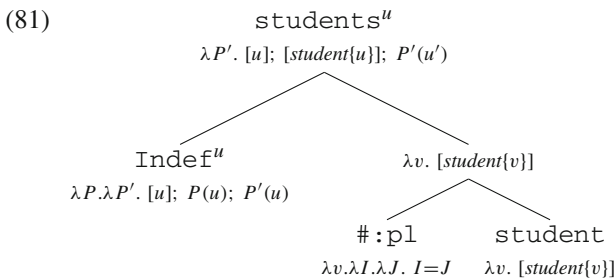 (81) students^u
λP′. [u]; [student{u}]; P′(u′)
Indef^u λv. [student{v}]
λP.λP′. [u]; P(u); P′(u)
#:pl student
λv.λI.λJ. I=J λv. [student{v}]